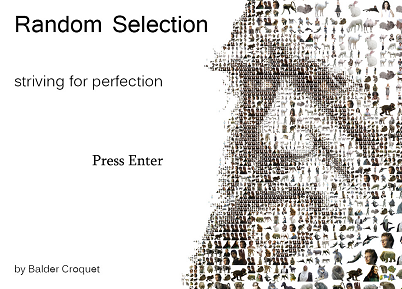 Random Selection
striving for perfection
Press Enter
by Balder Croquet